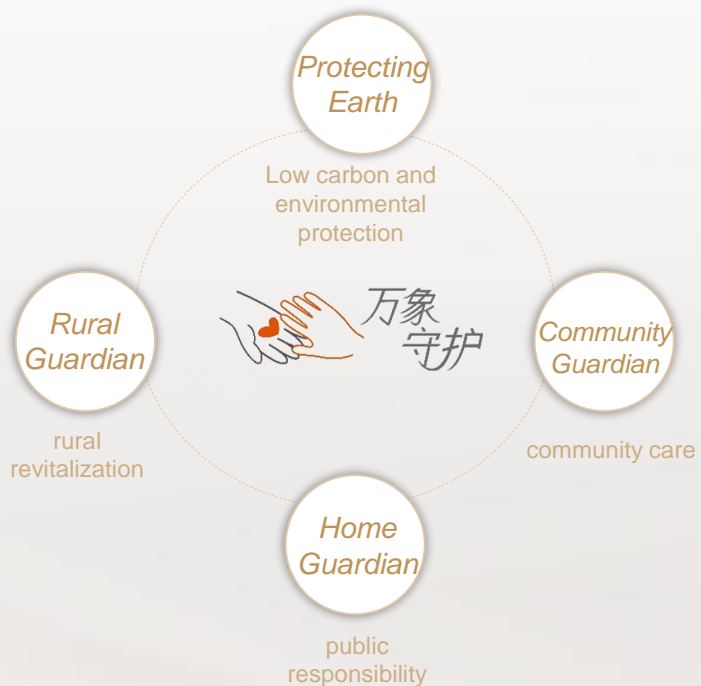 Protecting
Earth
Low carbon and
environmental
protection
万象
守护
Rural
Guardian
rural
revitalization
Community
Guardian
community care
Home
Guardian
public
responsibility